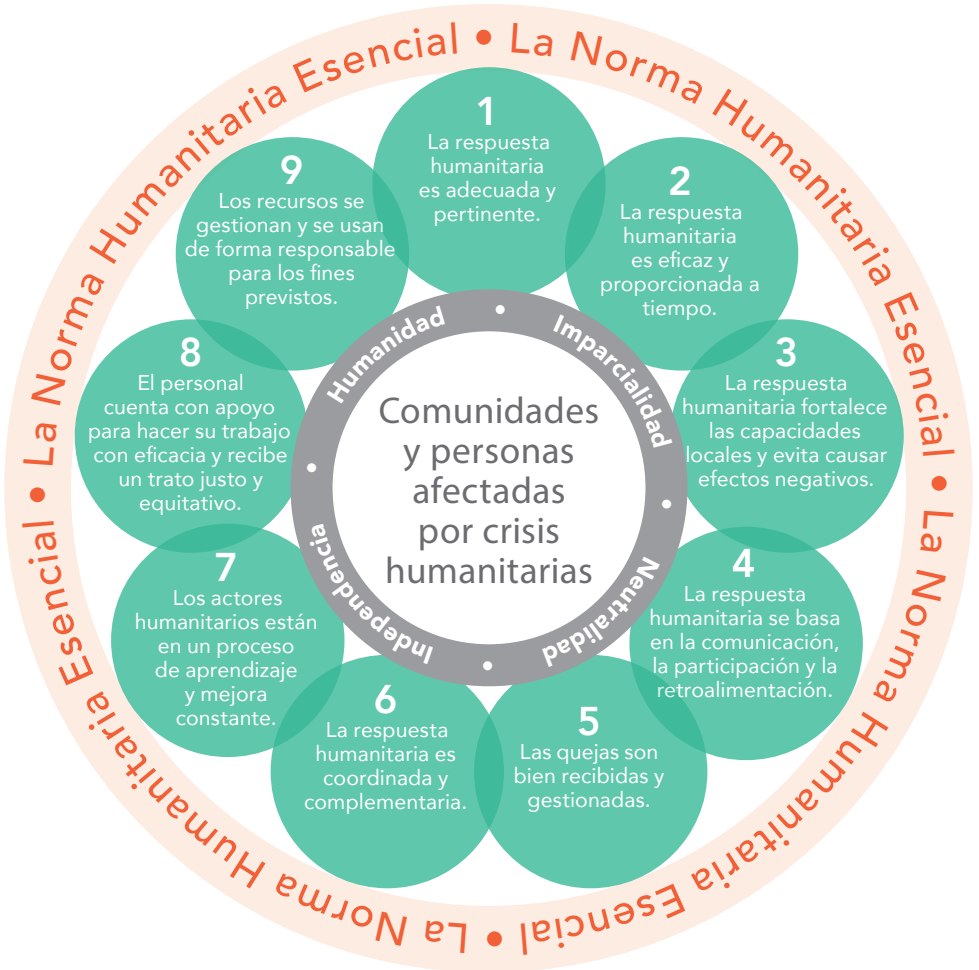 La Norma Humanitaria Esencial • La Norma Humanitaria Esencial • La Norma Humanitaria Esencial • La Norma Humanitaria Esencial •
1
La respuesta
humanitaria
es adecuada y
pertinente.
2
La respuesta
humanitaria
es eficaz y
proporcionada a
tiempo.
3
La respuesta
humanitaria fortalece
las capacidades
locales y evita causar
efectos negativos.
4
La respuesta
humanitaria se basa
en la comunicación,
la participación y la
retroalimentación.
5
Las quejas son
bien recibidas y
gestionadas.
6
La respuesta
humanitaria es
coordinada y
complementaria.
7
Los actores
humanitarios están
en un proceso
de aprendizaje
y mejora
constante.
8
El personal
cuenta con apoyo
para hacer su trabajo
con eficacia y recibe
un trato justo y
equitativo.
9
Los recursos se
gestionan y se usan
de forma responsable
para los fines
previstos.
Humanidad • Imparcialidad • Neutralidad • Independencia •
Comunidades
y personas
afectadas
por crisis
humanitarias